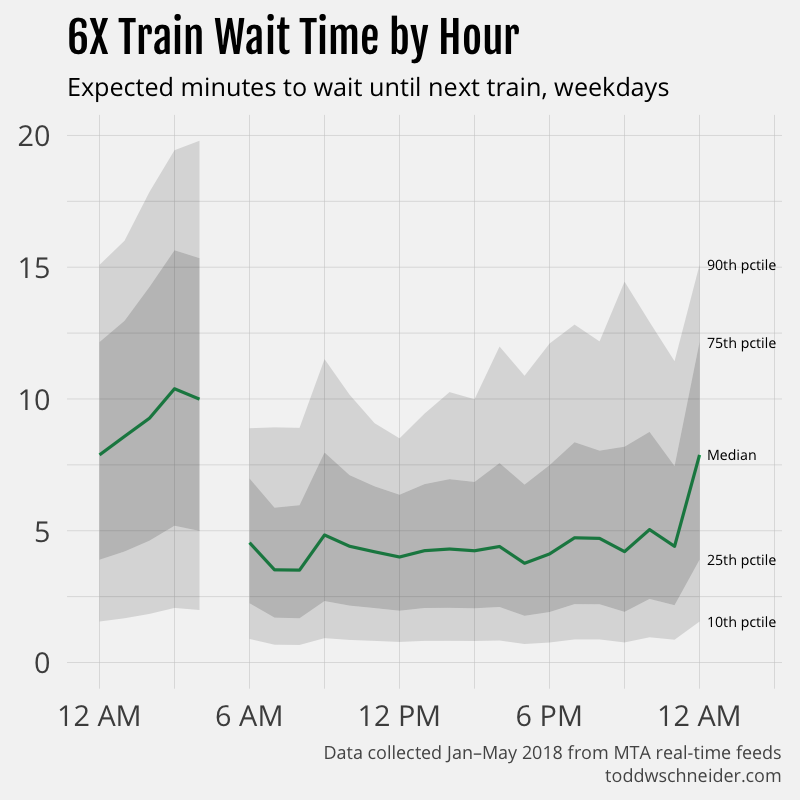 6X Train Wait Time by Hour
Expected minutes to wait until next train, weekdays
20
15
10
5
0
90th pctile
75th pctile
Median
25th pctile
10th pctile
12 AM 6 AM 12 PM 6 PM 12 AM
Data collected Jan–May 2018 from MTA real-time feeds
toddwschneider.com